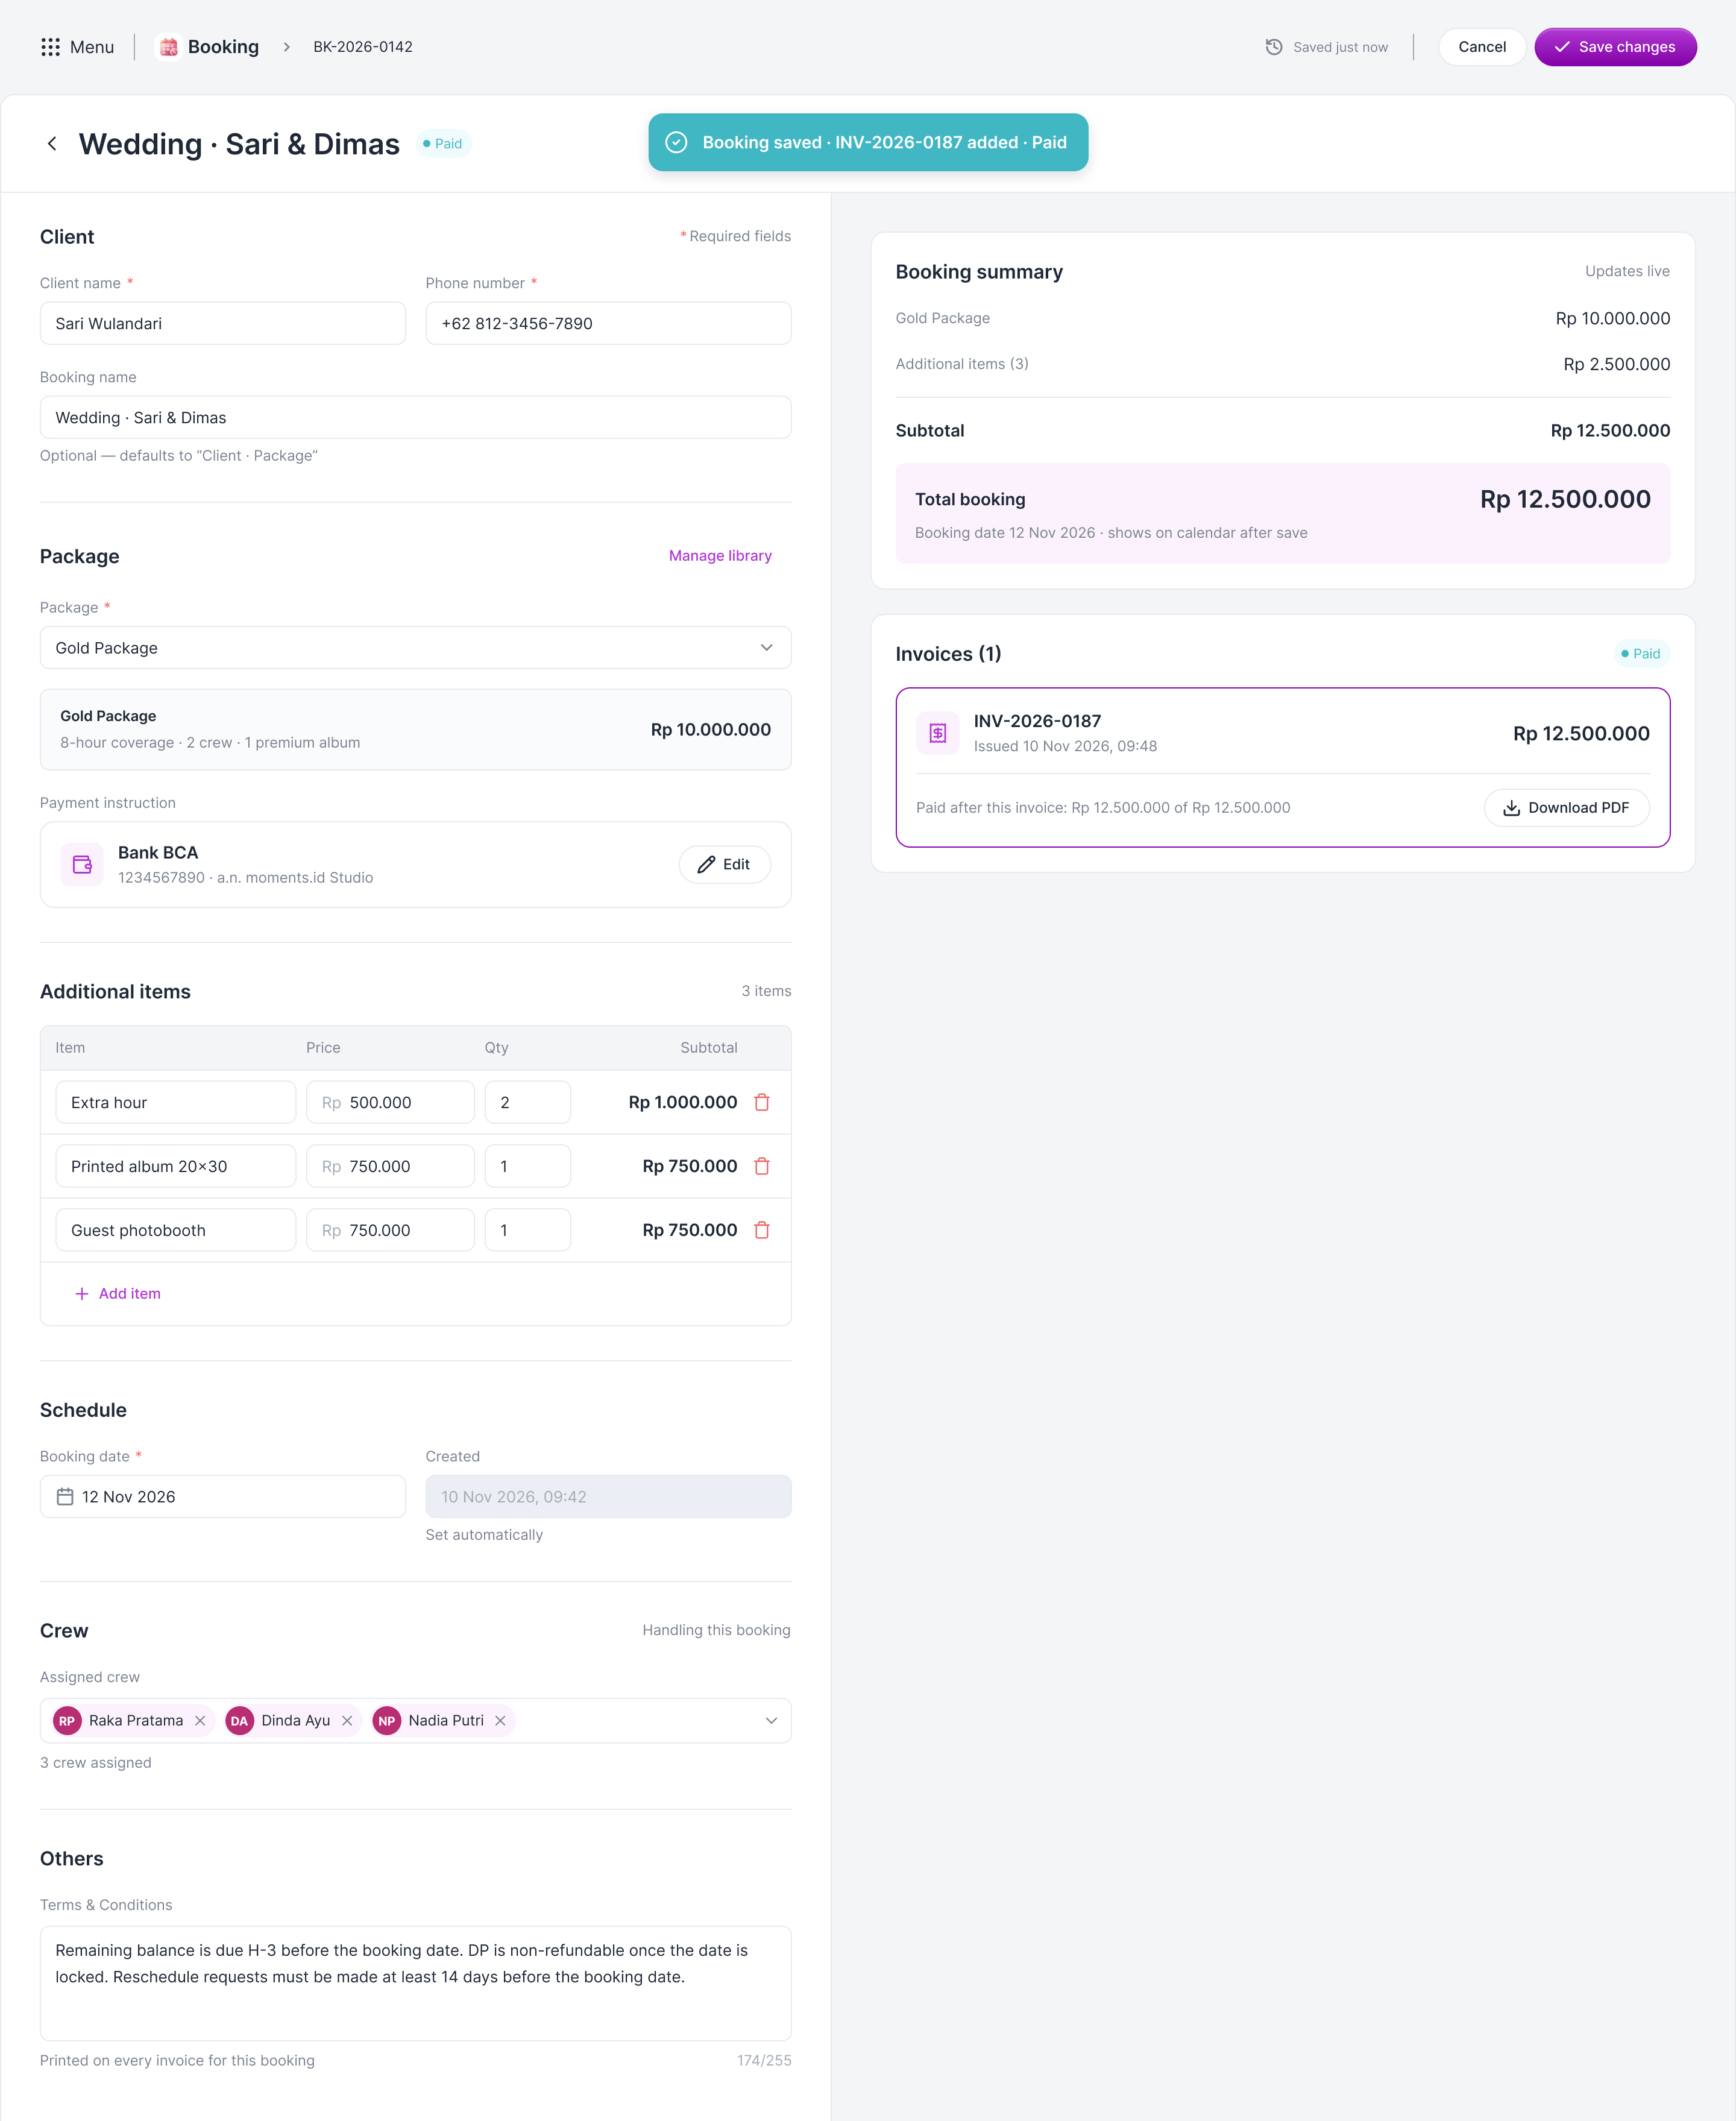 Menu
Booking
BK-2026-0142
Saved just now
Cancel
Save changes
Wedding · Sari & Dimas
Paid
Booking saved · INV-2026-0187 added · Paid
Client
* Required fields
Client name *
Phone number *
Sari Wulandari
+62 812-3456-7890
Booking name
Wedding · Sari & Dimas
Optional — defaults to “Client · Package”
Package
Manage library
Package *
Gold Package
Gold Package
8-hour coverage · 2 crew · 1 premium album
Rp 10.000.000
Payment instruction
Bank BCA
1234567890 · a.n. moments.id Studio
Edit
Additional items
3 items
Item Price Qty Subtotal
Extra hour Rp 500.000 2 Rp 1.000.000
Printed album 20×30 Rp 750.000 1 Rp 750.000
Guest photobooth Rp 750.000 1 Rp 750.000
Add item
Schedule
Booking date *
Created
12 Nov 2026
10 Nov 2026, 09:42
Set automatically
Crew
Handling this booking
Assigned crew
RP Raka Pratama
DA Dinda Ayu
NP Nadia Putri
3 crew assigned
Others
Terms & Conditions
Remaining balance is due H-3 before the booking date. DP is non-refundable once the date is
locked. Reschedule requests must be made at least 14 days before the booking date.
Printed on every invoice for this booking
174/255
Booking summary
Updates live
Gold Package
Rp 10.000.000
Additional items (3)
Rp 2.500.000
Subtotal
Rp 12.500.000
Total booking
Rp 12.500.000
Booking date 12 Nov 2026 · shows on calendar after save
Invoices (1)
Paid
INV-2026-0187
Issued 10 Nov 2026, 09:48
Rp 12.500.000
Paid after this invoice: Rp 12.500.000 of Rp 12.500.000
Download PDF